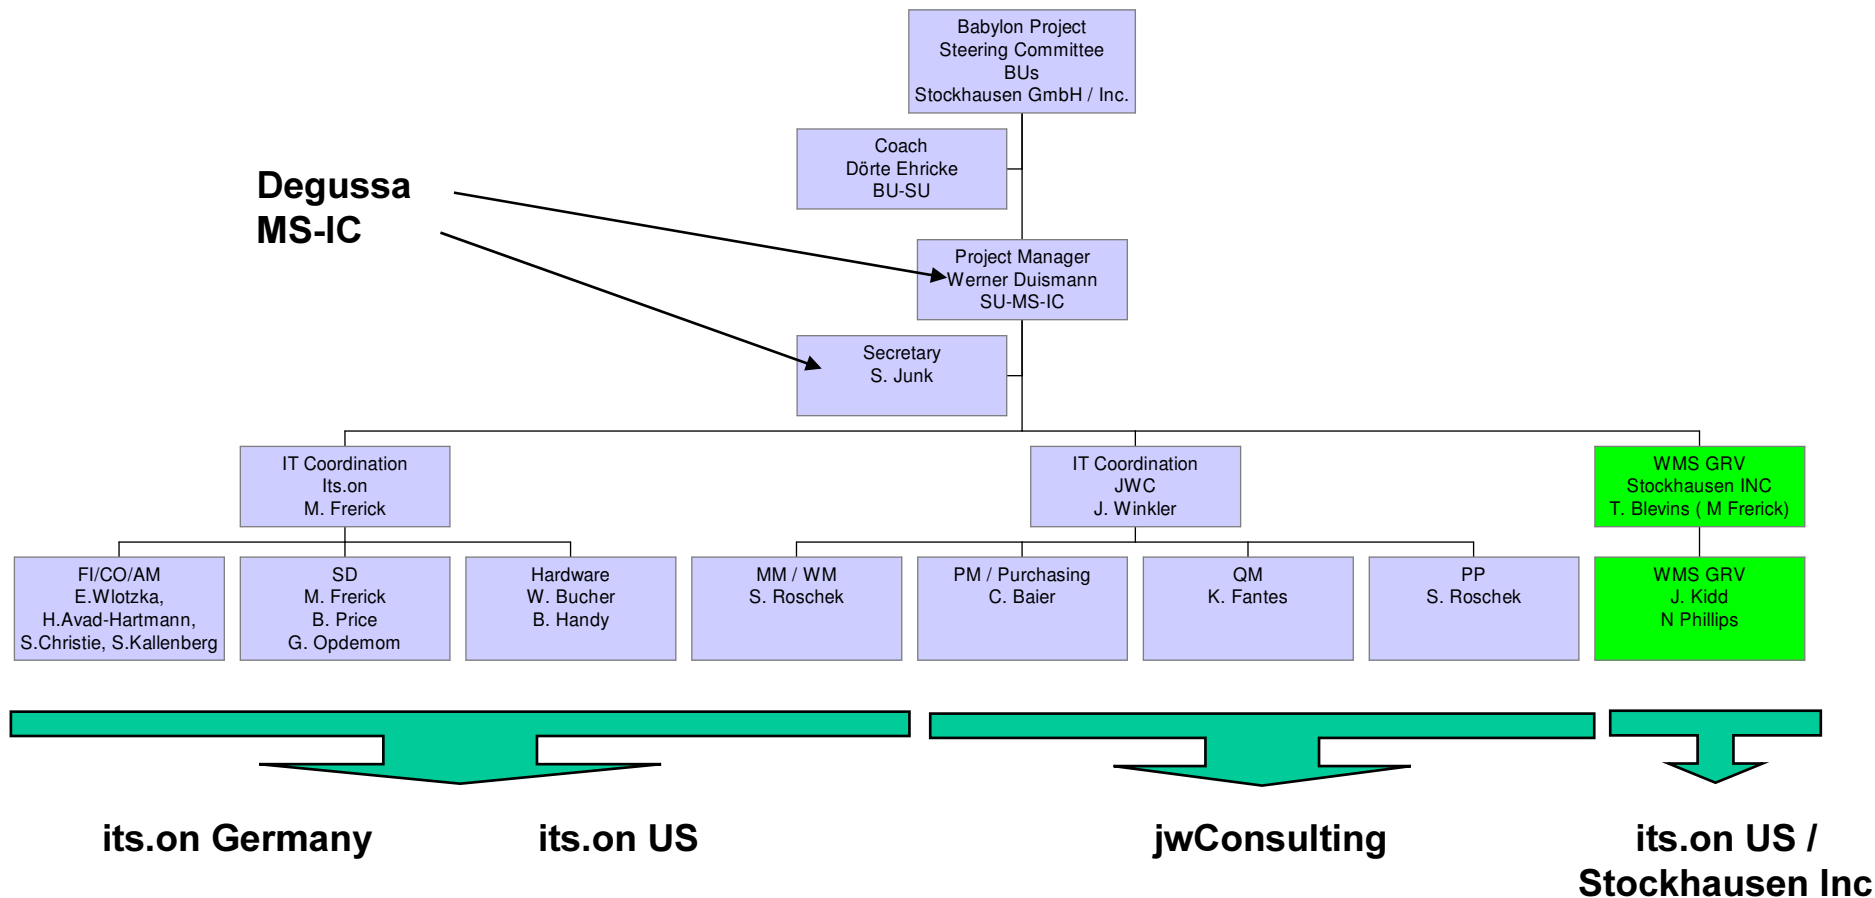 Babylon Project
Steering Committee
BUs
Stockhausen GmbH / Inc.
Coach
Dörte Ehricke
BU-SU
Degussa
MS-IC
Project Manager
Werner Duismann
SU-MS-IC
Secretary
S. Junk
IT Coordination
Its.on
M. Frerick
IT Coordination
JWC
J. Winkler
WMS GRV
Stockhausen INC
T. Blevins ( M Frerick)
FI/CO/AM
E.Wlotzka,
H.Avad-Hartmann,
S.Christie, S.Kallenberg
SD
M. Frerick
B. Price
G. Opdemom
Hardware
W. Bucher
B. Handy
MM / WM
S. Roschek
PM / Purchasing
C. Baier
QM
K. Fantes
PP
S. Roschek
WMS GRV
J. Kidd
N Phillips
its.on Germany
its.on US
jwConsulting
its.on US /
Stockhausen Inc